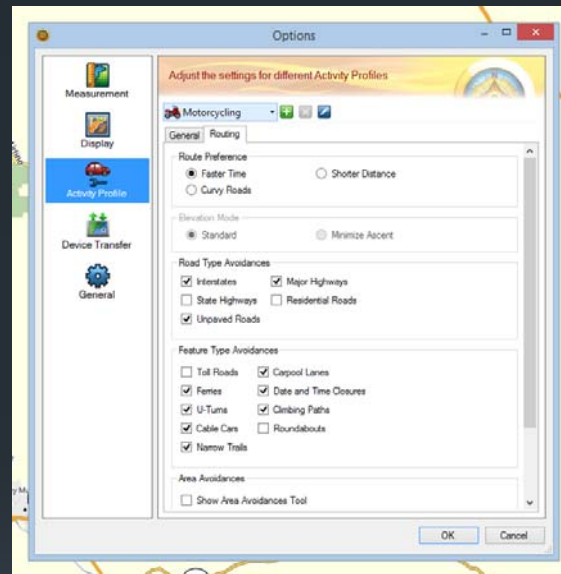 Options
Measurement
Display
Activity Profile
Device Transfer
General
Adjust the settings for different Activity Profiles
Motorcycling
General Routing
Route Preference
Faster Time Shorter Distance
Curvy Roads
Elevation Mode
Standard Minimize Ascent
Road Type Avoidances
Interstates Major Highways
State Highways Residential Roads
Unpaved Roads
Feature Type Avoidances
Toll Roads Carpool Lanes
Ferries Date and Time Closures
U-Turns Climbing Paths
Cable Cars Roundabouts
Narrow Trails
Area Avoidances
Show Area Avoidances Tool
OK Cancel